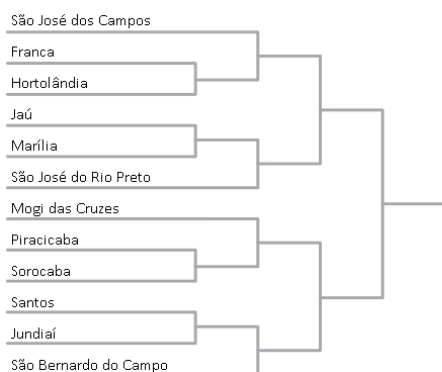 São José dos Campos
Franca
Hortolândia
Jaú
Marília
São José do Rio Preto
Mogi das Cruzes
Piracicaba
Sorocaba
Santos
Jundiaí
São Bernardo do Campo